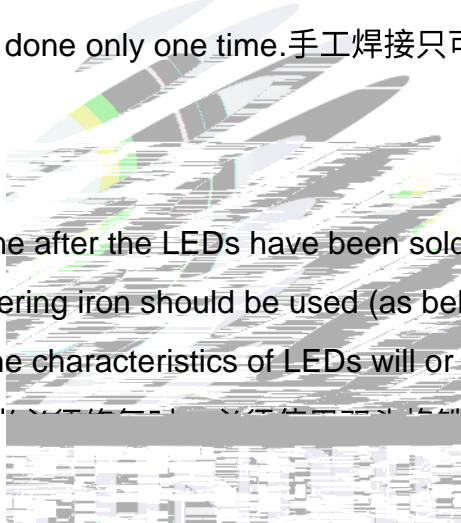 done only one time.手工焊接只可
ne after the LEDs have been sold
ering iron should be used (as bel
e characteristics of LEDs will or